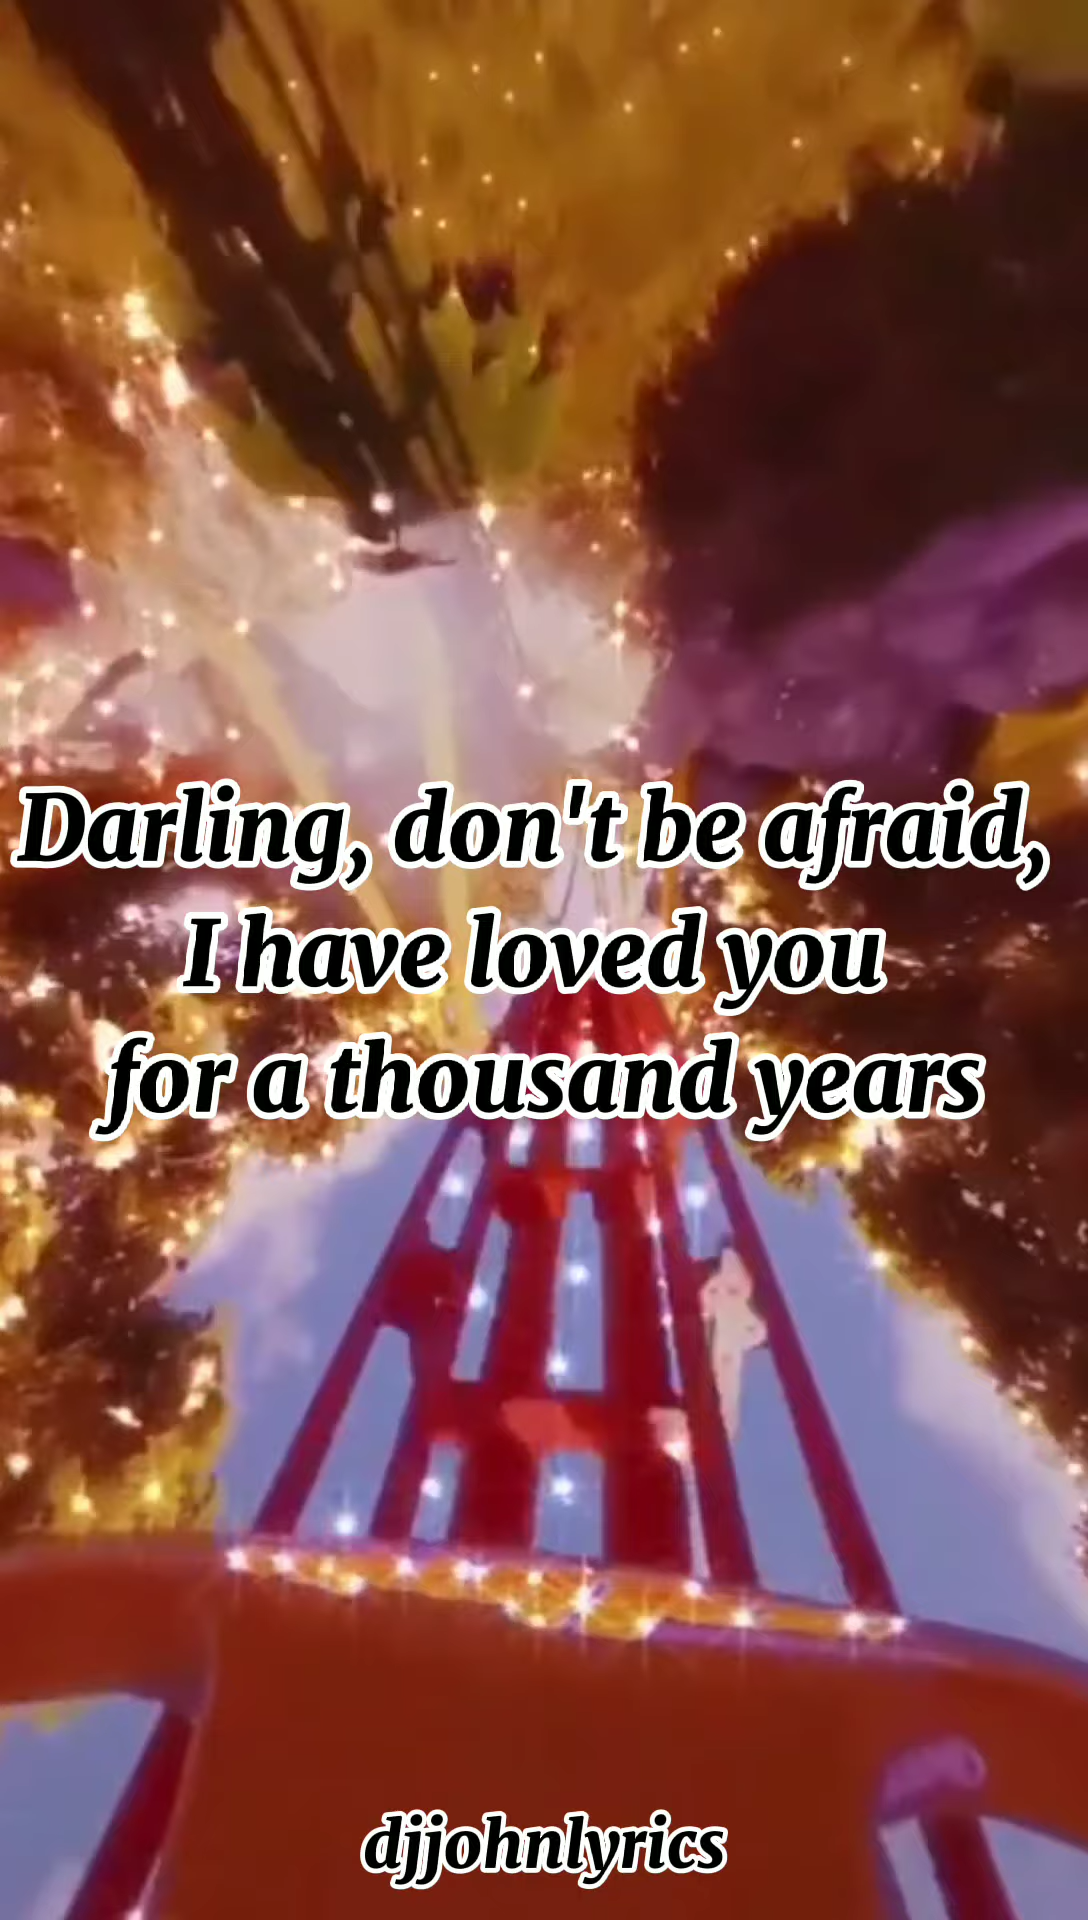 Darling, don't be afraid,
I have loved you
for a thousand years
djjohnlyrics